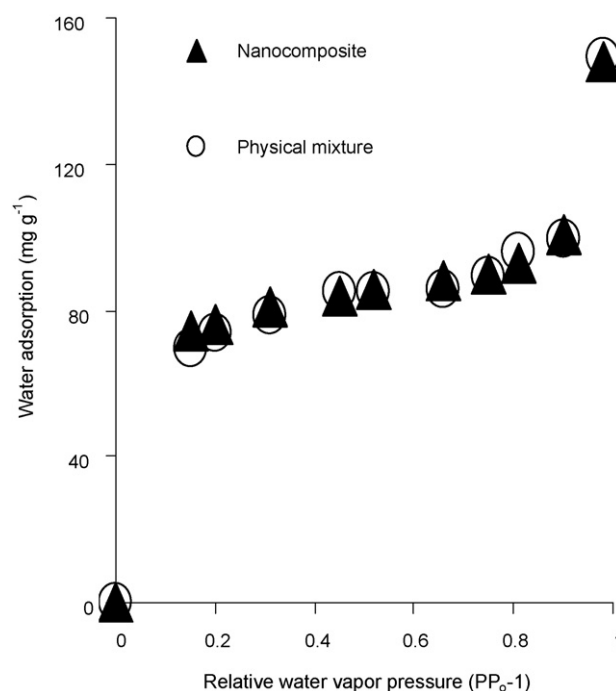 160
Nanocomposite
Physical mixture
120
80
40
0
0 0.2 0.4 0.6 0.8 1
Water adsorption (mg g⁻¹)
Relative water vapor pressure (PPₒ-1)